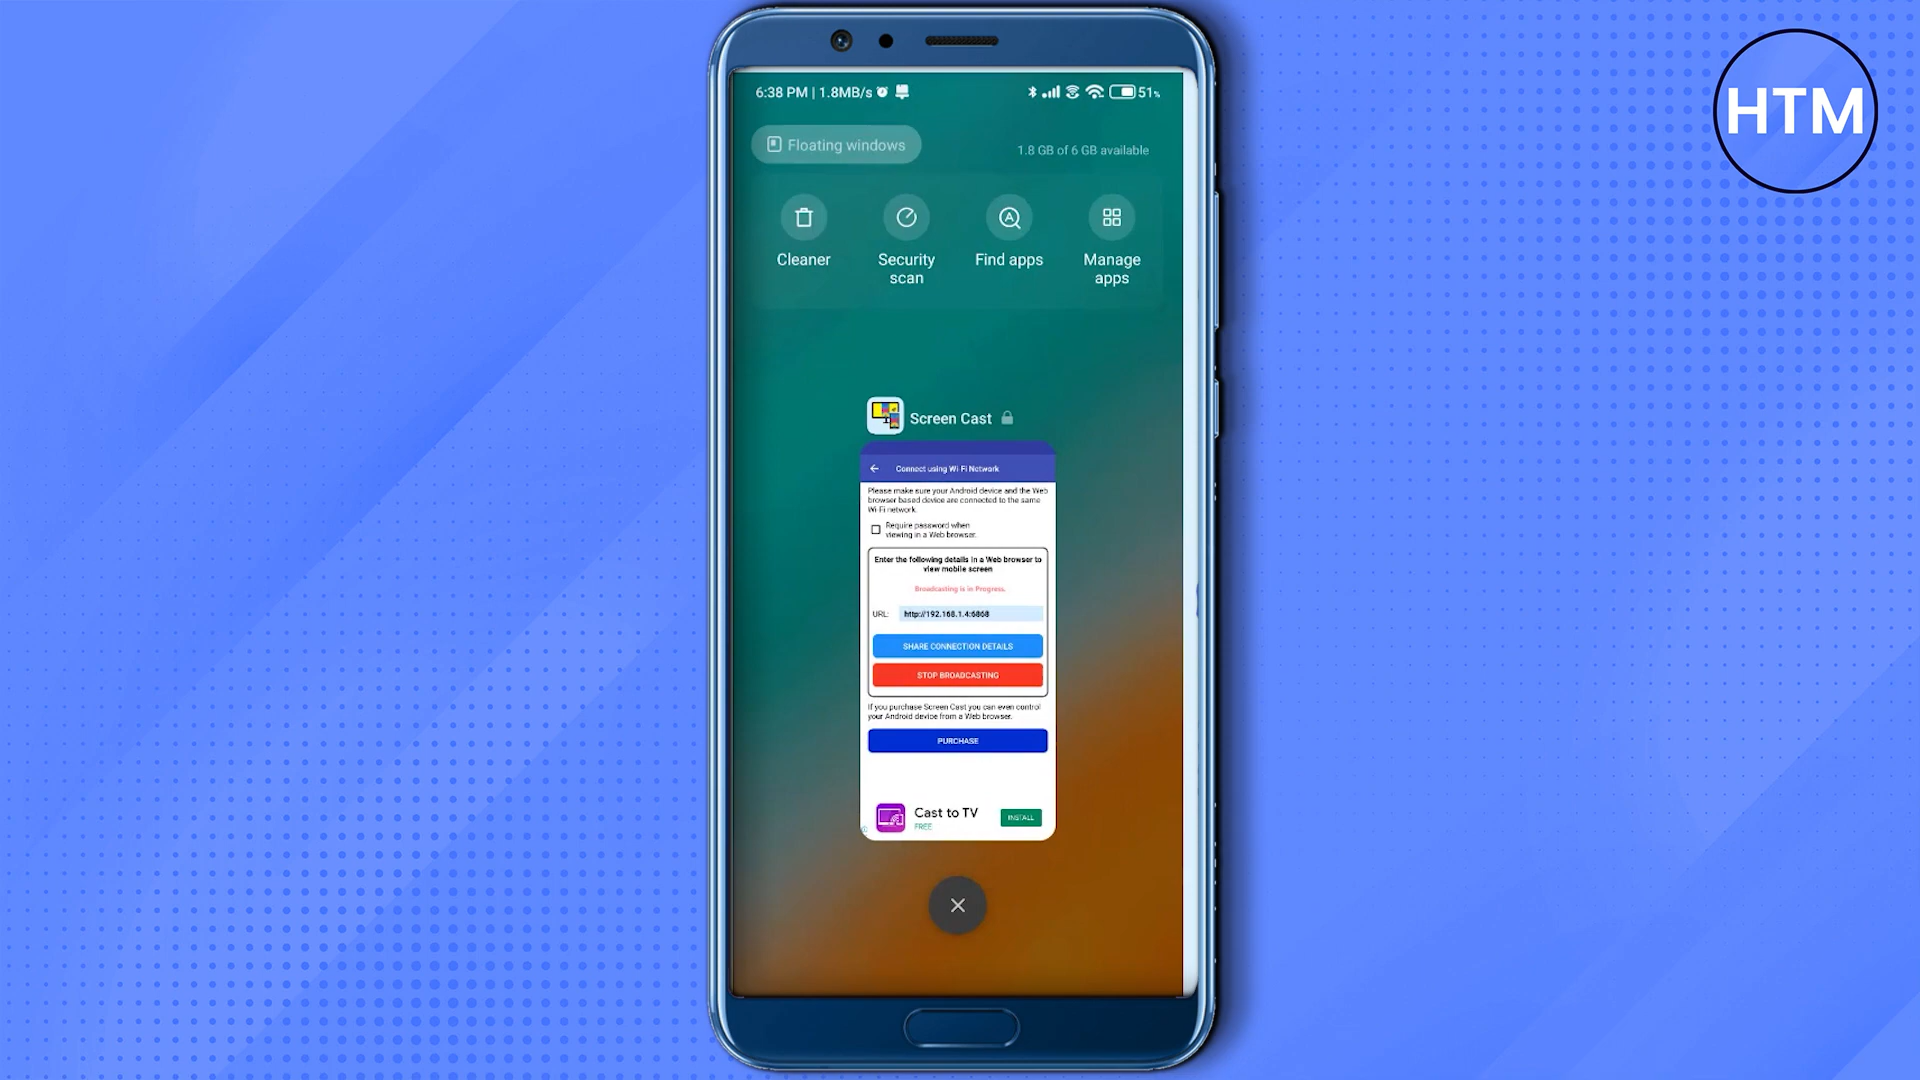 HTM
6:38 PM | 1.8MB/s
51%
Floating windows
1.8 GB of 6 GB available
Cleaner
Security
scan
Find apps
Manage
apps
Screen Cast
Connect using Wi Fi Network
Please make sure your Android device and the Web
browser based device are connected to the same
Wi-Fi network.
Require password when
viewing in a Web browser.
Enter the following details in a Web browser to
view mobile screen
Broadcasting is in Progress.
URL: http://192.168.1.4:6868
SHARE CONNECTION DETAILS
STOP BROADCASTING
If you purchase Screen Cast you can even control
your Android device from a Web browser.
PURCHASE
Cast to TV
FREE
INSTALL